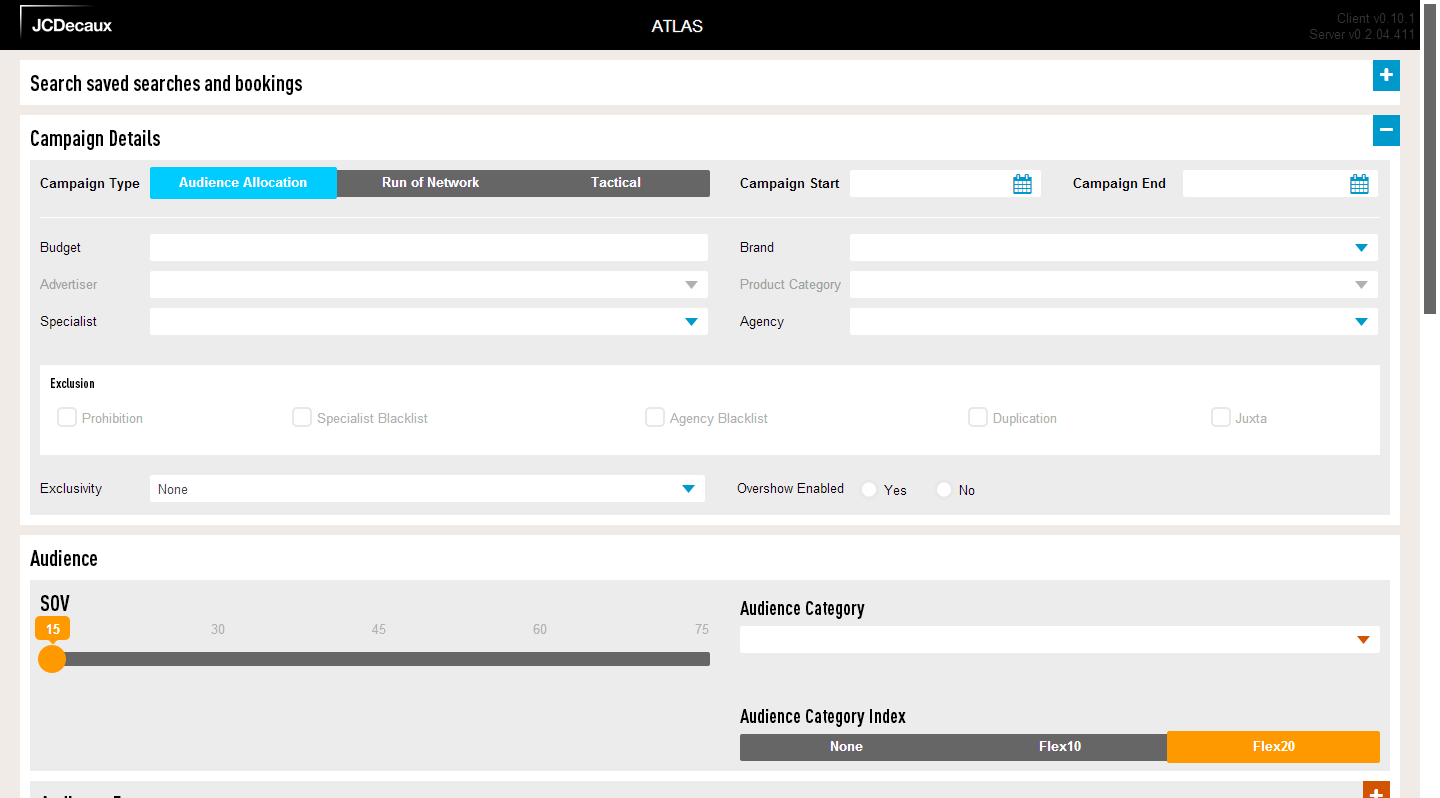 JCDecaux
ATLAS
Client v0.10.1
Server v0.2.04.411
Search saved searches and bookings
Campaign Details
Campaign Type Audience Allocation Run of Network Tactical Campaign Start Campaign End
Budget Brand
Advertiser Product Category
Specialist Agency
Exclusion
Prohibition Specialist Blacklist Agency Blacklist Duplication Juxta
Exclusivity None Overshow Enabled Yes No
Audience
SOV
15 30 45 60 75
Audience Category
Audience Category Index
None Flex10 Flex20